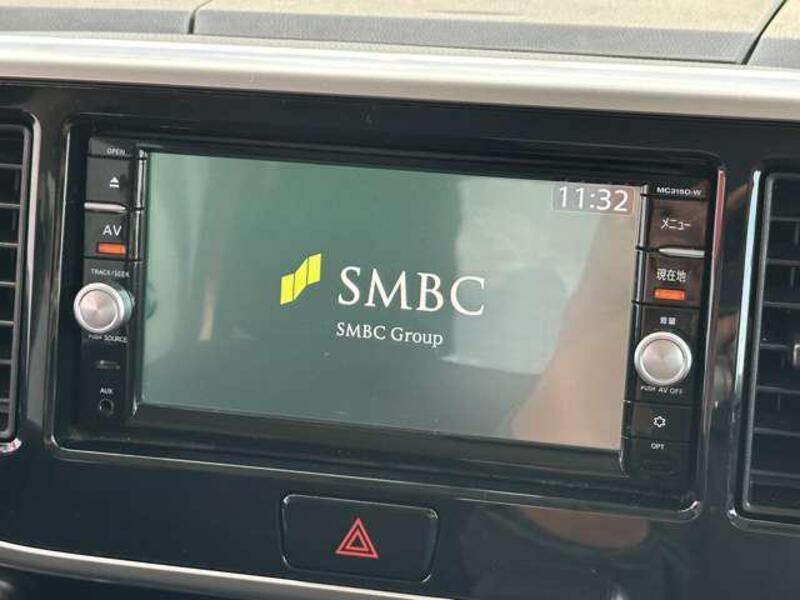 OPEN
AV
TRACK/SEEK
PUSH SOURCE
AUX
11:32
SMBC
SMBC Group
MC315D-W
メニュー
現在地
音量
PUSH AV OFF
OPT